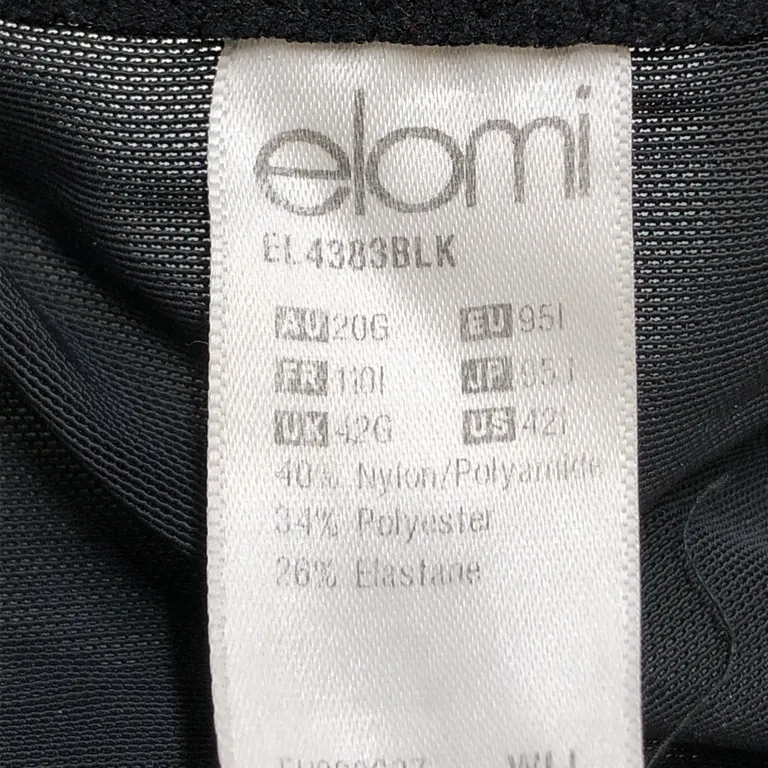 elomi
EL4383BLK
AU 20G EU 95I
FR 110I JP
UK 42G US 42I
40% Nylon/Polyamide
34% Polyester
26% Elastane